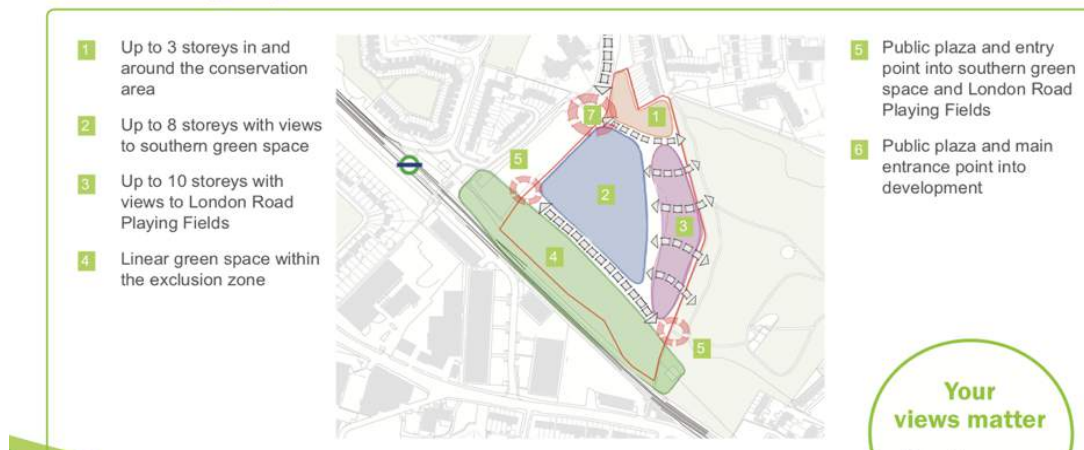 1 Up to 3 storeys in and
around the conservation
area
2 Up to 8 storeys with views
to southern green space
3 Up to 10 storeys with
views to London Road
Playing Fields
4 Linear green space within
the exclusion zone
7
1
5
2
3
4
5
5 Public plaza and entry
point into southern green
space and London Road
Playing Fields
6 Public plaza and main
entrance point into
development
Your
views matter